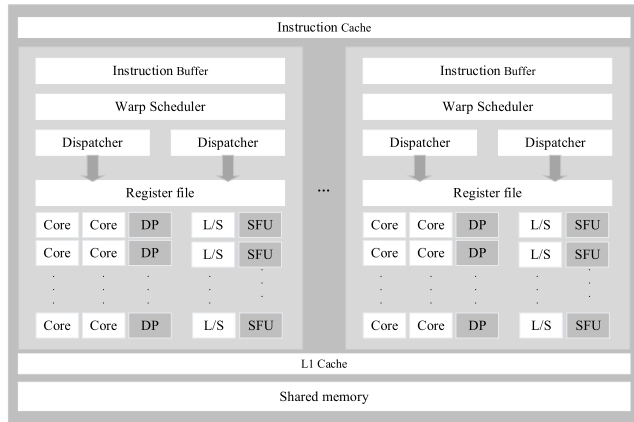 Instruction Cache
Instruction Buffer
Instruction Buffer
Warp Scheduler
Warp Scheduler
Dispatcher Dispatcher
Dispatcher Dispatcher
Register file
...
Register file
Core Core DP L/S SFU
Core Core DP L/S SFU
Core Core DP L/S SFU
Core Core DP L/S SFU
Core Core DP L/S SFU
Core Core DP L/S SFU
L1 Cache
Shared memory